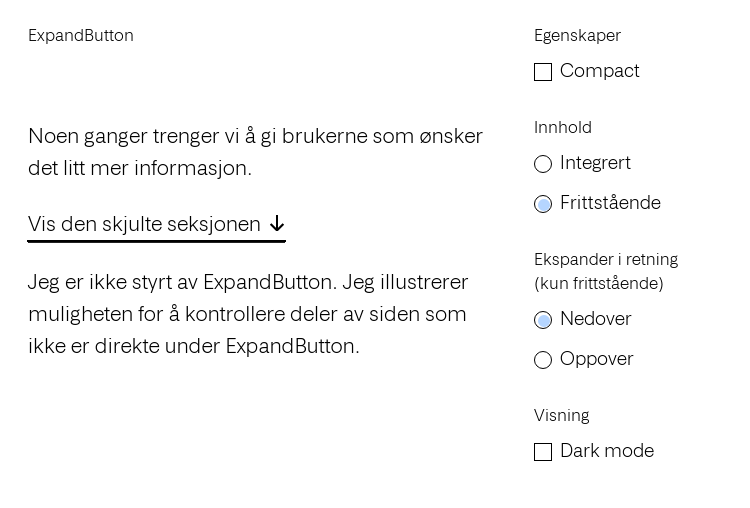 ExpandButton
Noen ganger trenger vi å gi brukerne som ønsker
det litt mer informasjon.
Vis den skjulte seksjonen ↓
Jeg er ikke styrt av ExpandButton. Jeg illustrerer
muligheten for å kontrollere deler av siden som
ikke er direkte under ExpandButton.
Egenskaper
Compact
Innhold
Integrert
Frittstående
Ekspander i retning
(kun frittstående)
Nedover
Oppover
Visning
Dark mode